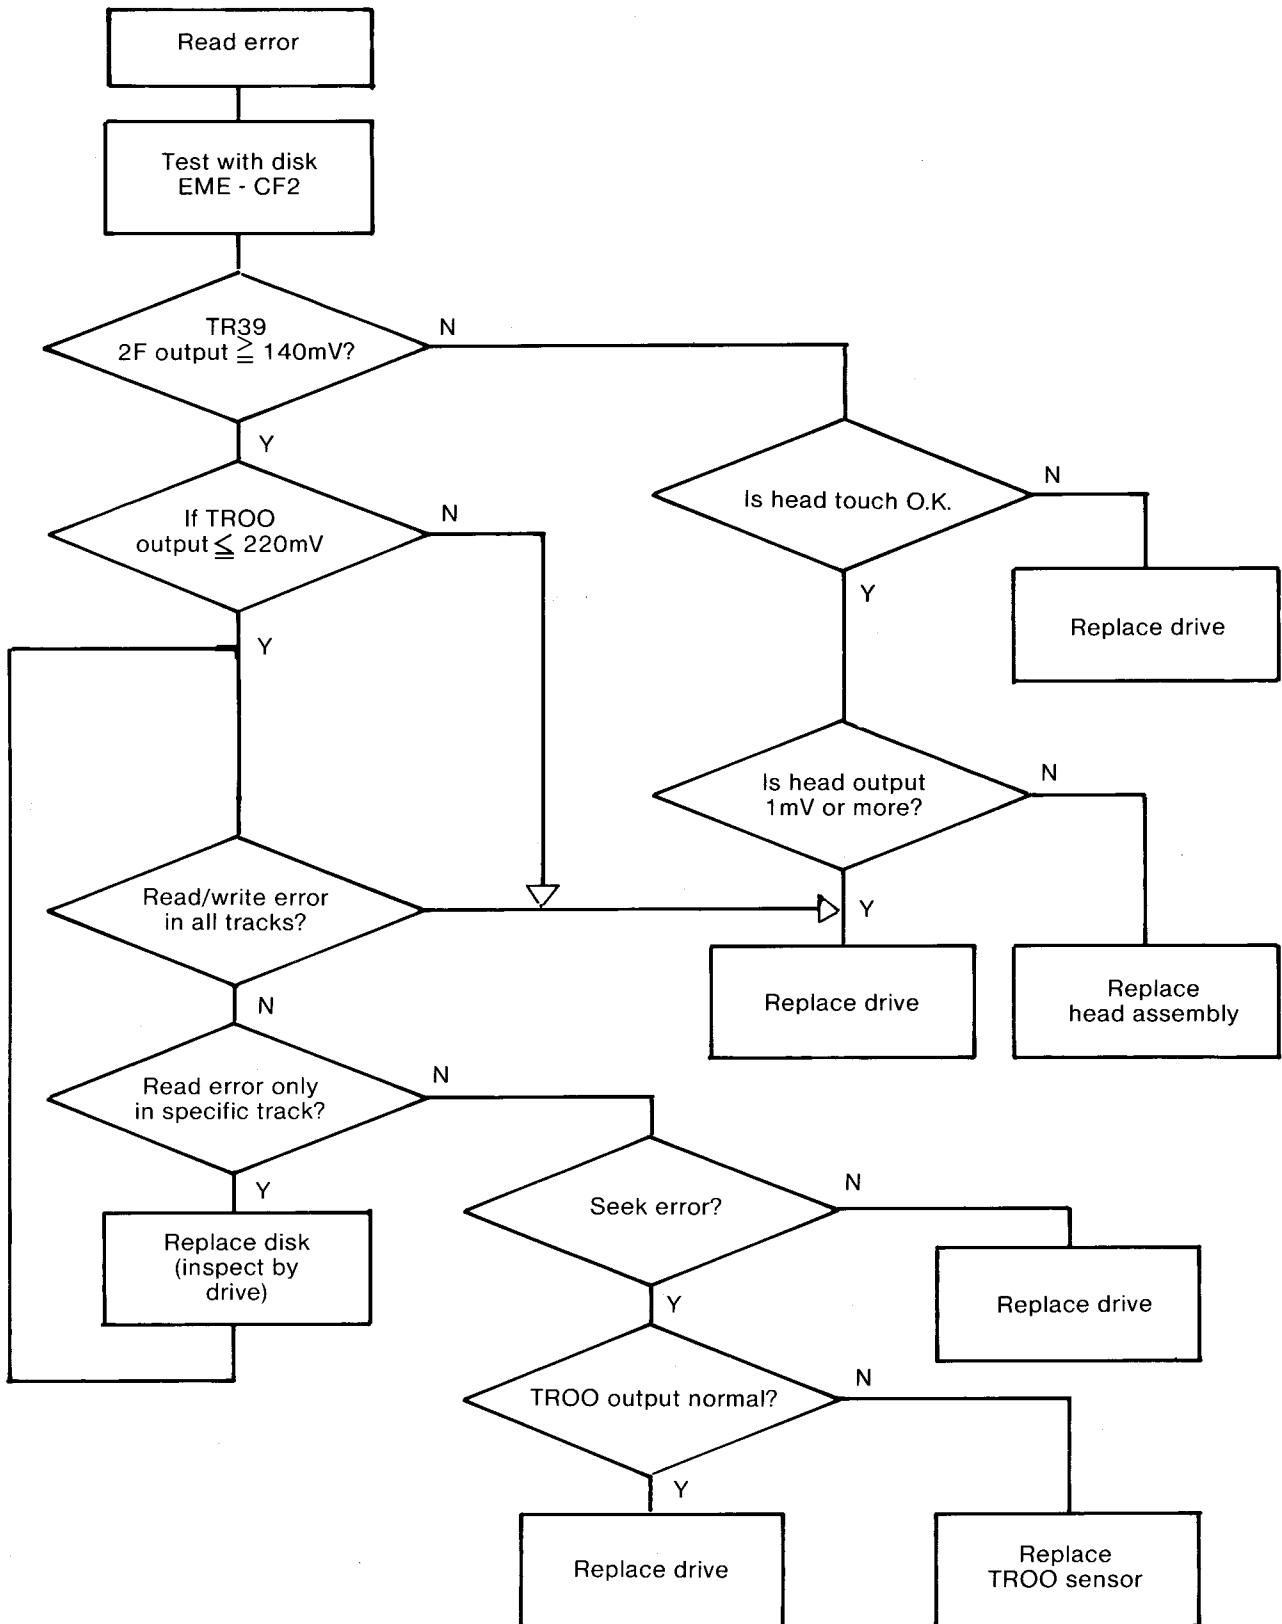 Read error
Test with disk
EME - CF2
TR39
2F output ≧ 140mV?
N
Y
If TROO
output ≦ 220mV
N
Y
Is head touch O.K.
N
Y
Replace drive
Is head output
1mV or more?
N
Y
Read/write error
in all tracks?
N
Replace drive
Replace
head assembly
Read error only
in specific track?
N
Y
Replace disk
(inspect by
drive)
Seek error?
N
Y
Replace drive
TROO output normal?
N
Y
Replace drive
Replace
TROO sensor